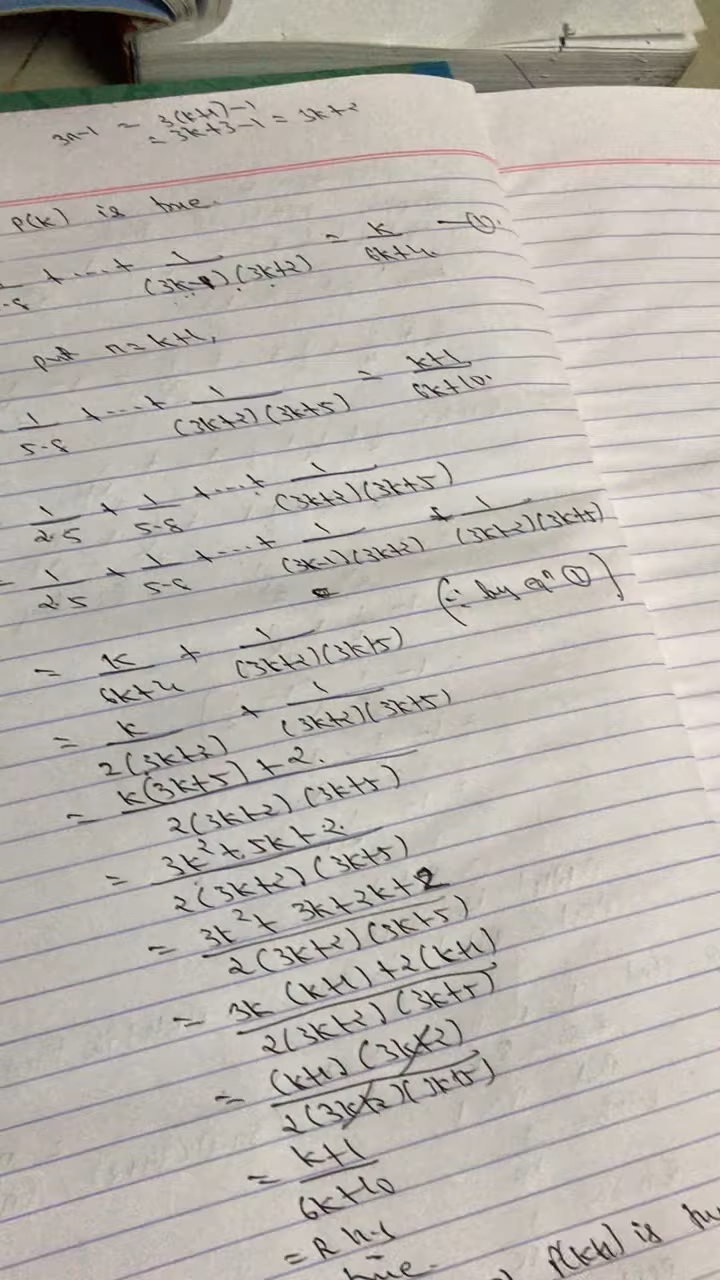 3n-1 = 3(k+1)-1
= 3k+3-1 = 3k+2
P(k) is true.
+ ... + 1/(3k-1)(3k+2) = k/6k+4 — ①.
put n=k+1,
1/5·8 + ... + 1/(3k+2)(3k+5) = k+1/6k+10.
1/2·5 + 1/5·8 + ... + 1/(3k+2)(3k+5)
= 1/2·5 + 1/5·8 + ... + 1/(3k-1)(3k+2) + 1/(3k+2)(3k+5)
= k/6k+4 + 1/(3k+2)(3k+5) (∵ by eqn ①)
= k/2(3k+2) + 1/(3k+2)(3k+5)
= k(3k+5)+2./2(3k+2)(3k+5)
= 3k²+5k+2./2(3k+2)(3k+5)
= 3k²+3k+2k+2/2(3k+2)(3k+5)
= 3k(k+1)+2(k+1)/2(3k+2)(3k+5)
= (k+1)(3k+2)/2(3k+2)(3k+5)
= k+1/6k+10
= R.H.S
true. P(k+1) is